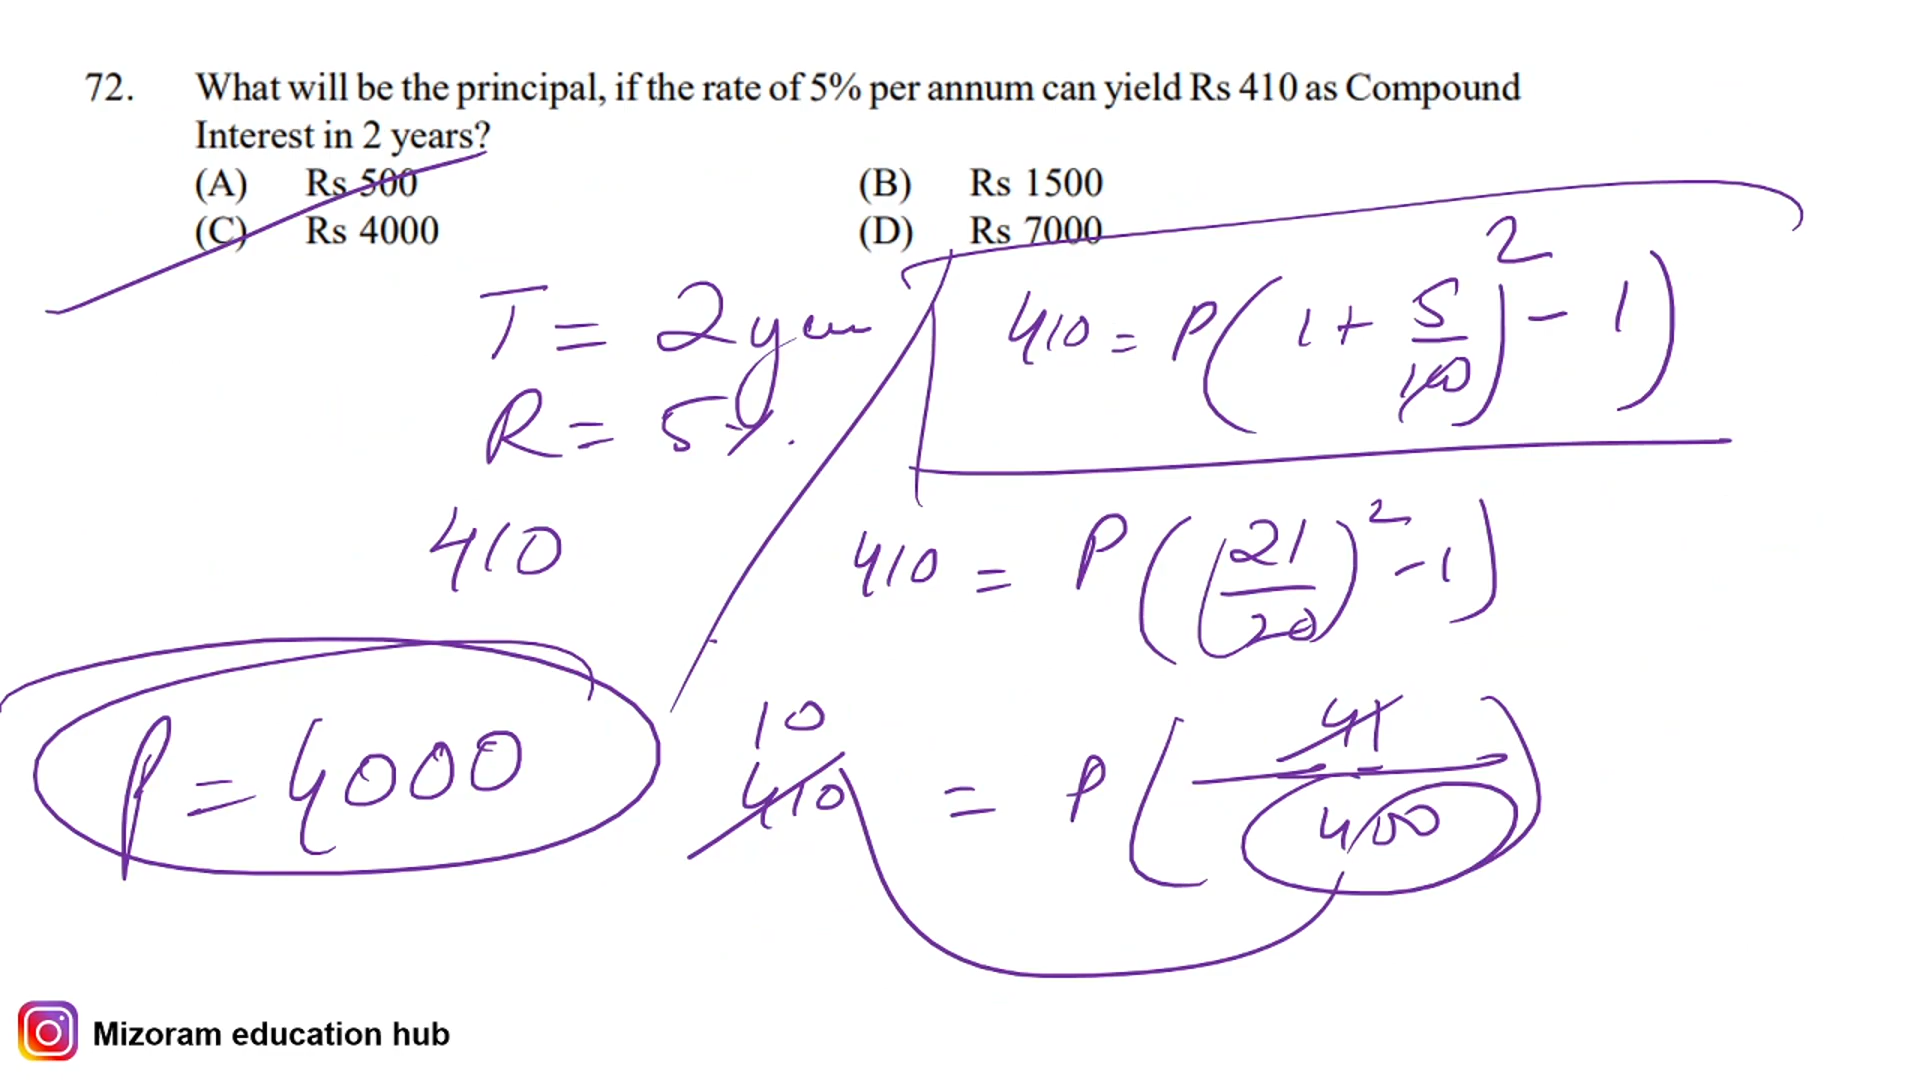 72. What will be the principal, if the rate of 5% per annum can yield Rs 410 as Compound
Interest in 2 years?
(A) Rs 500 (B) Rs 1500
(C) Rs 4000 (D) Rs 7000
T = 2 year
R = 5%.
410
410 = P(1 + 5/100)^2 - 1)
410 = P((21/20)^2 - 1)
10
410 = P(41/400)
P = 4000
Mizoram education hub